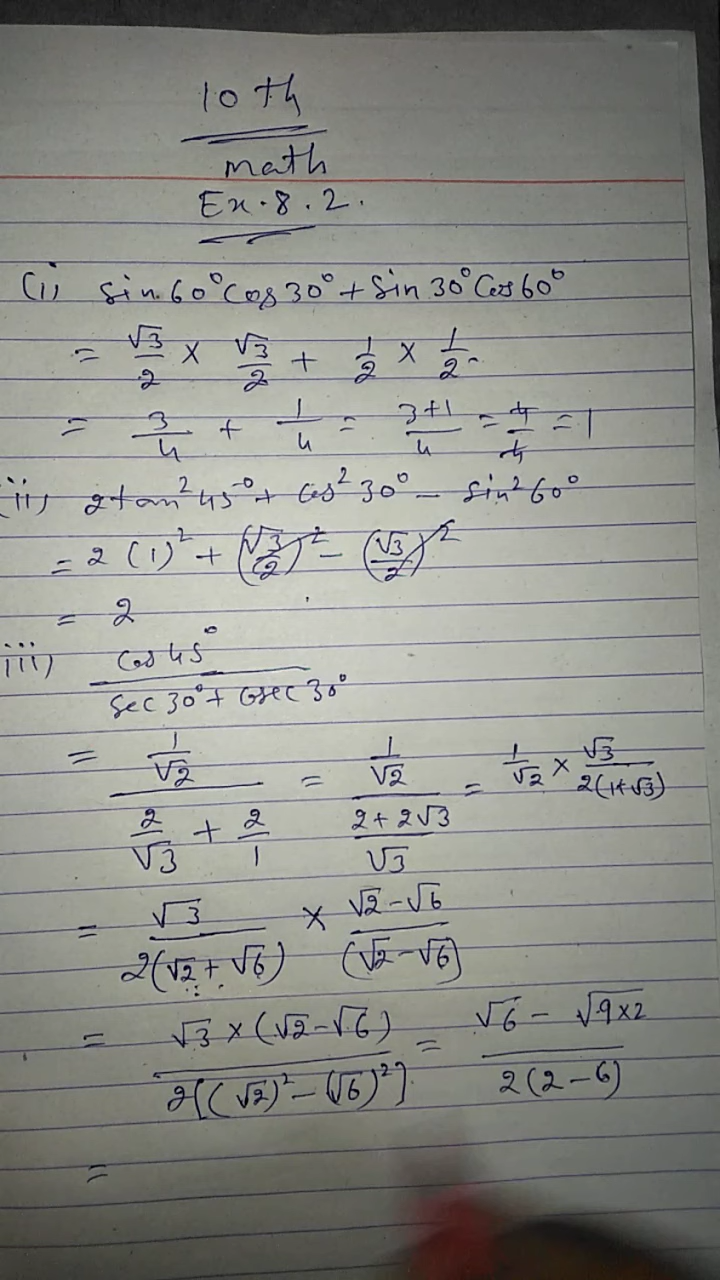 10 th
math
Ex. 8.2.
(i) Sin 60° Cos 30° + Sin 30° Cos 60°
= √3/2 × √3/2 + 1/2 × 1/2
= 3/4 + 1/4 = 3+1/4 = 4/4 = 1
(ii) 2tan² 45° + Cos² 30° - Sin² 60°
= 2 (1)² + (√3/2)² - (√3/2)²
= 2
iii) Cos 45° / Sec 30° + Cosec 30°
= 1/√2 / 2/√3 + 2/1 = 1/√2 / 2+2√3/√3 = 1/√2 × √3/2(1+√3)
= √3/2(√2+√6) × √2-√6/(√2-√6)
= √3×(√2-√6)/2[(√2)²-(√6)²] = √6 - √9×2/2(2-6)
=